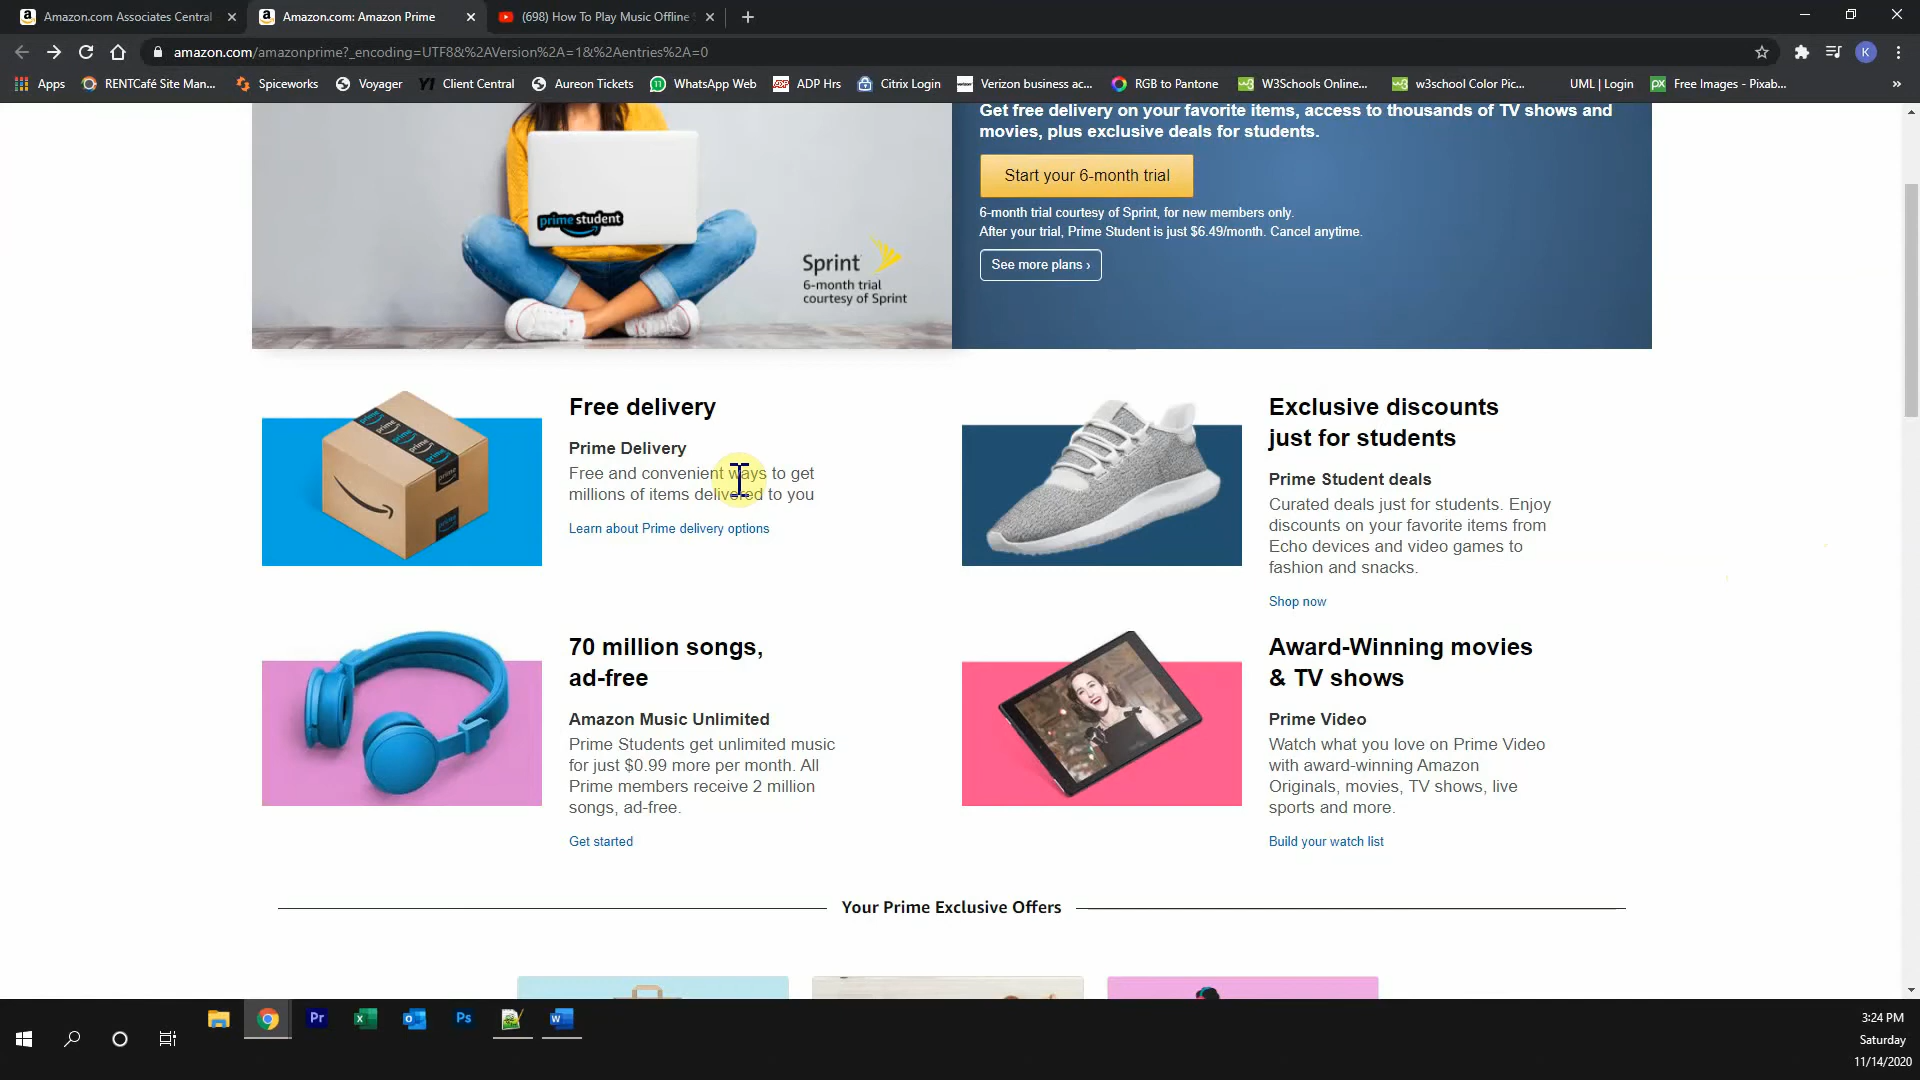 Amazon.com Associates Central
Amazon.com: Amazon Prime
(698) How To Play Music Offline
amazon.com/amazonprime?_encoding=UTF8&%2AVersion%2A=1&%2Aentries%2A=0
K
Apps
RENTCafé Site Man...
Spiceworks
Voyager
Client Central
Aureon Tickets
WhatsApp Web
ADP Hrs
Citrix Login
Verizon business ac...
RGB to Pantone
W3Schools Online...
w3school Color Pic...
UML | Login
Free Images - Pixab...
»
Get free delivery on your favorite items, access to thousands of TV shows and
movies, plus exclusive deals for students.
Start your 6-month trial
6-month trial courtesy of Sprint, for new members only.
After your trial, Prime Student is just $6.49/month. Cancel anytime.
See more plans ›
prime student
Sprint
6-month trial
courtesy of Sprint
Free delivery
Prime Delivery
Free and convenient ways to get
millions of items delivered to you
Learn about Prime delivery options
prime
prime
prime
prime
prime
prime
Exclusive discounts
just for students
Prime Student deals
Curated deals just for students. Enjoy
discounts on your favorite items from
Echo devices and video games to
fashion and snacks.
Shop now
70 million songs,
ad-free
Amazon Music Unlimited
Prime Students get unlimited music
for just $0.99 more per month. All
Prime members receive 2 million
songs, ad-free.
Get started
Award-Winning movies
& TV shows
Prime Video
Watch what you love on Prime Video
with award-winning Amazon
Originals, movies, TV shows, live
sports and more.
Build your watch list
Your Prime Exclusive Offers
Pr
Ps
3:24 PM
Saturday
11/14/2020